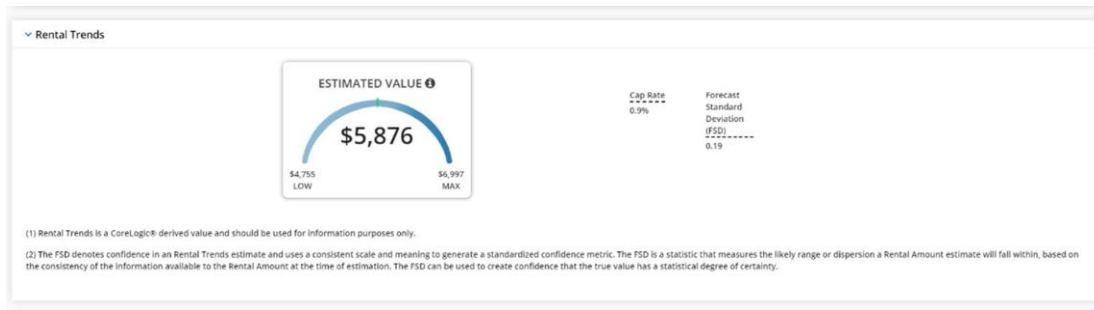 Rental Trends
ESTIMATED VALUE
$5,876
$4,755
LOW
$6,997
MAX
Cap Rate
0.9%
Forecast
Standard
Deviation
(FSD)
0.19
(1) Rental Trends is a CoreLogic® derived value and should be used for information purposes only.
(2) The FSD denotes confidence in an Rental Trends estimate and uses a consistent scale and meaning to generate a standardized confidence metric. The FSD is a statistic that measures the likely range or dispersion a Rental Amount estimate will fall within, based on
the consistency of the information available to the Rental Amount at the time of estimation. The FSD can be used to create confidence that the true value has a statistical degree of certainty.